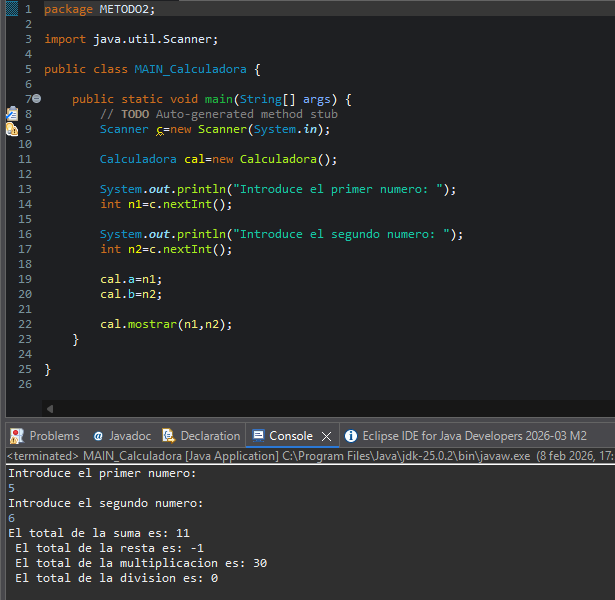 1 package METODO2;
2
3 import java.util.Scanner;
4
5 public class MAIN_Calculadora {
6
7     public static void main(String[] args) {
8         // TODO Auto-generated method stub
9         Scanner c=new Scanner(System.in);
10
11         Calculadora cal=new Calculadora();
12
13         System.out.println("Introduce el primer numero: ");
14         int n1=c.nextInt();
15
16         System.out.println("Introduce el segundo numero: ");
17         int n2=c.nextInt();
18
19         cal.a=n1;
20         cal.b=n2;
21
22         cal.mostrar(n1,n2);
23     }
24
25 }
26
Problems @ Javadoc Declaration Console Eclipse IDE for Java Developers 2026-03 M2
<terminated> MAIN_Calculadora [Java Application] C:\Program Files\Java\jdk-25.0.2\bin\javaw.exe (8 feb 2026, 17:
Introduce el primer numero:
5
Introduce el segundo numero:
6
El total de la suma es: 11
 El total de la resta es: -1
 El total de la multiplicacion es: 30
 El total de la division es: 0